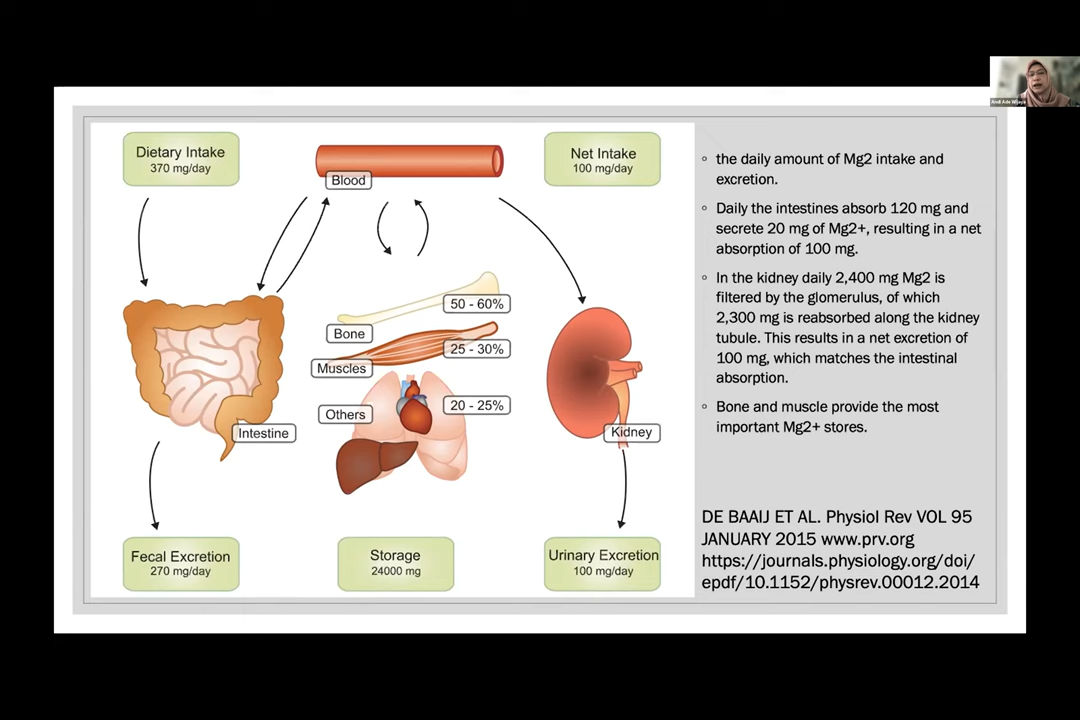 Dietary Intake
370 mg/day
Blood
Net Intake
100 mg/day
50 - 60%
Bone
25 - 30%
Muscles
20 - 25%
Others
Intestine
Kidney
Fecal Excretion
270 mg/day
Storage
24000 mg
Urinary Excretion
100 mg/day
Andi Ade Wijaya
◦ the daily amount of Mg2 intake and
excretion.
◦ Daily the intestines absorb 120 mg and
secrete 20 mg of Mg2+, resulting in a net
absorption of 100 mg.
◦ In the kidney daily 2,400 mg Mg2 is
filtered by the glomerulus, of which
2,300 mg is reabsorbed along the kidney
tubule. This results in a net excretion of
100 mg, which matches the intestinal
absorption.
◦ Bone and muscle provide the most
important Mg2+ stores.
DE BAAIJ ET AL. Physiol Rev VOL 95
JANUARY 2015 www.prv.org
https://journals.physiology.org/doi/
epdf/10.1152/physrev.00012.2014